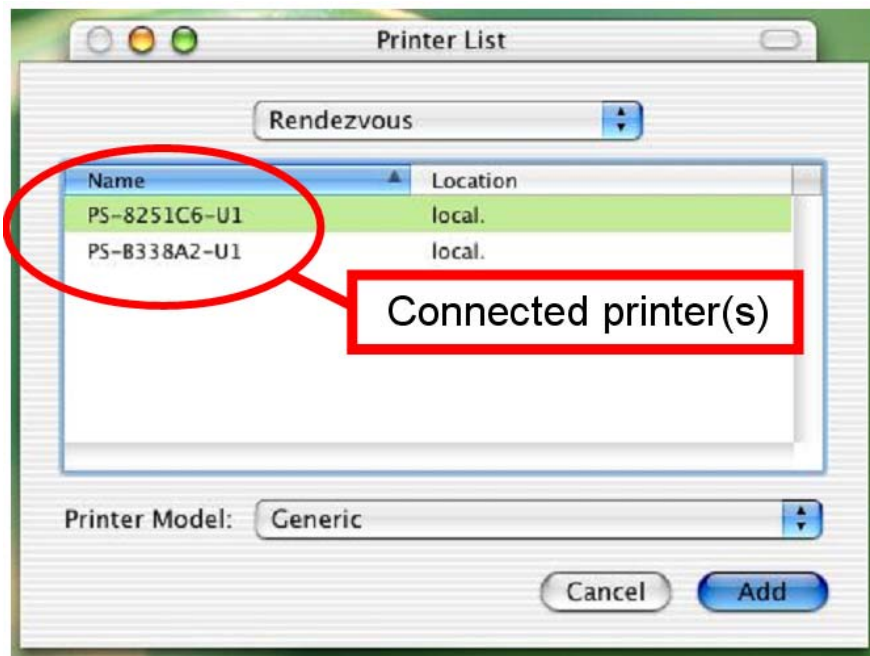 Printer List
Rendezvous
Name Location
PS-8251C6-U1 local.
PS-B338A2-U1 local.
Connected printer(s)
Printer Model: Generic
Cancel Add